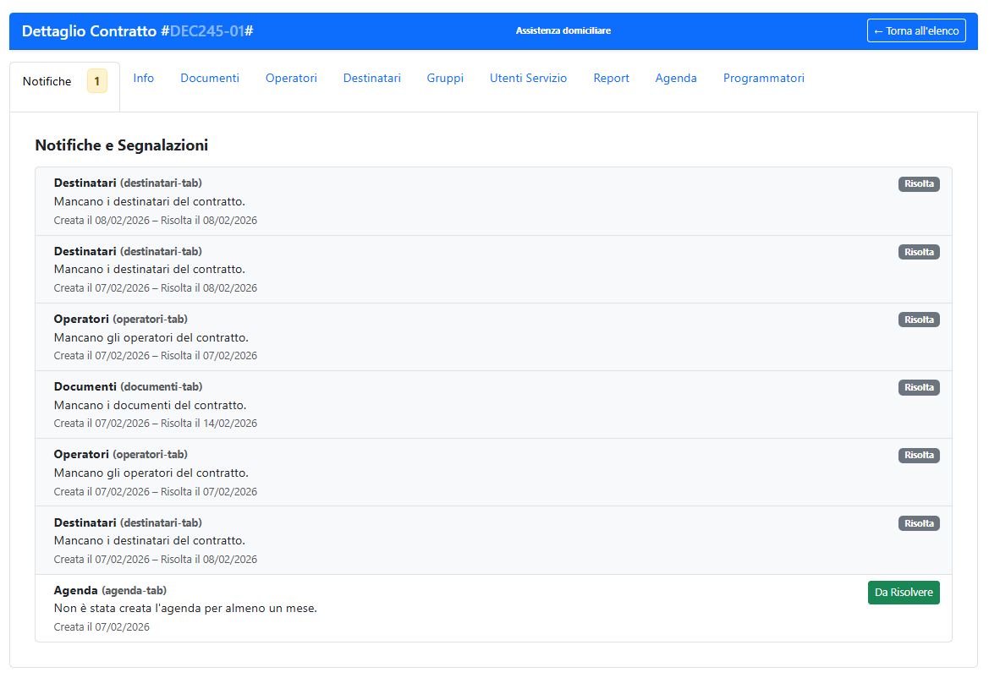 Dettaglio Contratto #DEC245-01#
Assistenza domiciliare
← Torna all'elenco
Notifiche 1 Info Documenti Operatori Destinatari Gruppi Utenti Servizio Report Agenda Programmatori
Notifiche e Segnalazioni
Destinatari (destinatari-tab) Risolta
Mancano i destinatari del contratto.
Creata il 08/02/2026 – Risolta il 08/02/2026
Destinatari (destinatari-tab) Risolta
Mancano i destinatari del contratto.
Creata il 07/02/2026 – Risolta il 08/02/2026
Operatori (operatori-tab) Risolta
Mancano gli operatori del contratto.
Creata il 07/02/2026 – Risolta il 07/02/2026
Documenti (documenti-tab) Risolta
Mancano i documenti del contratto.
Creata il 07/02/2026 – Risolta il 14/02/2026
Operatori (operatori-tab) Risolta
Mancano gli operatori del contratto.
Creata il 07/02/2026 – Risolta il 07/02/2026
Destinatari (destinatari-tab) Risolta
Mancano i destinatari del contratto.
Creata il 07/02/2026 – Risolta il 08/02/2026
Agenda (agenda-tab) Da Risolvere
Non è stata creata l'agenda per almeno un mese.
Creata il 07/02/2026